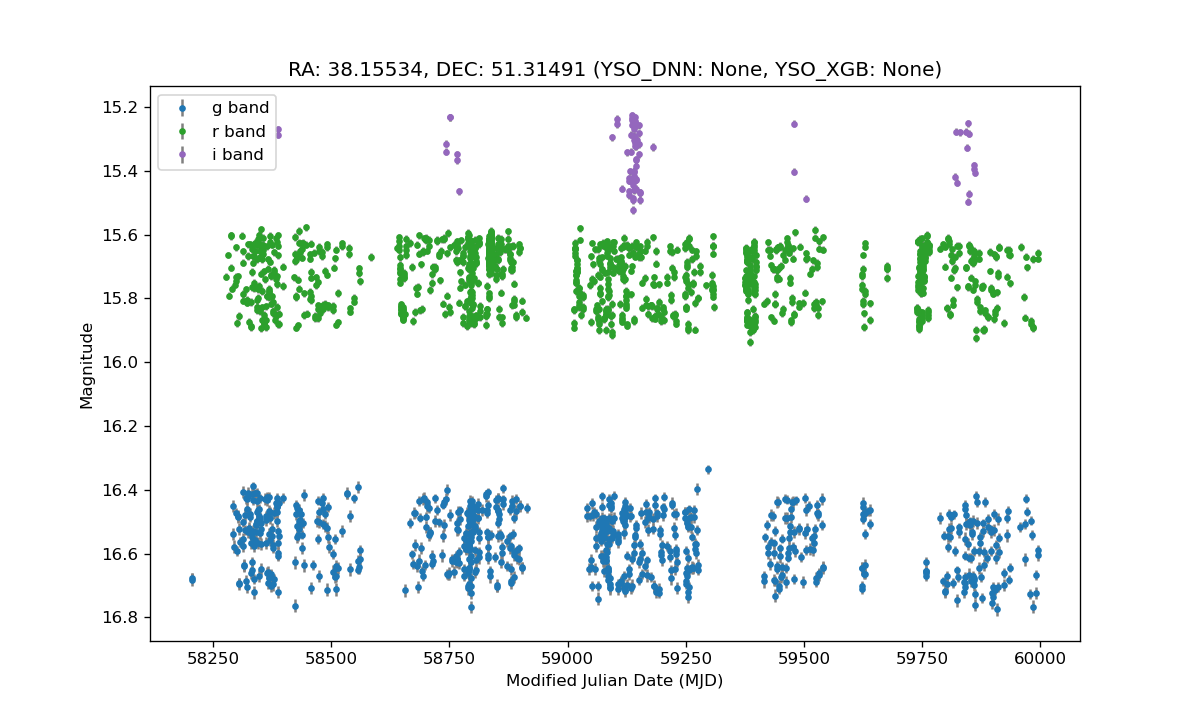 RA: 38.15534, DEC: 51.31491 (YSO_DNN: None, YSO_XGB: None)
g band
r band
i band
15.2
15.4
15.6
15.8
16.0
16.2
16.4
16.6
16.8
Magnitude
58250 58500 58750 59000 59250 59500 59750 60000
Modified Julian Date (MJD)